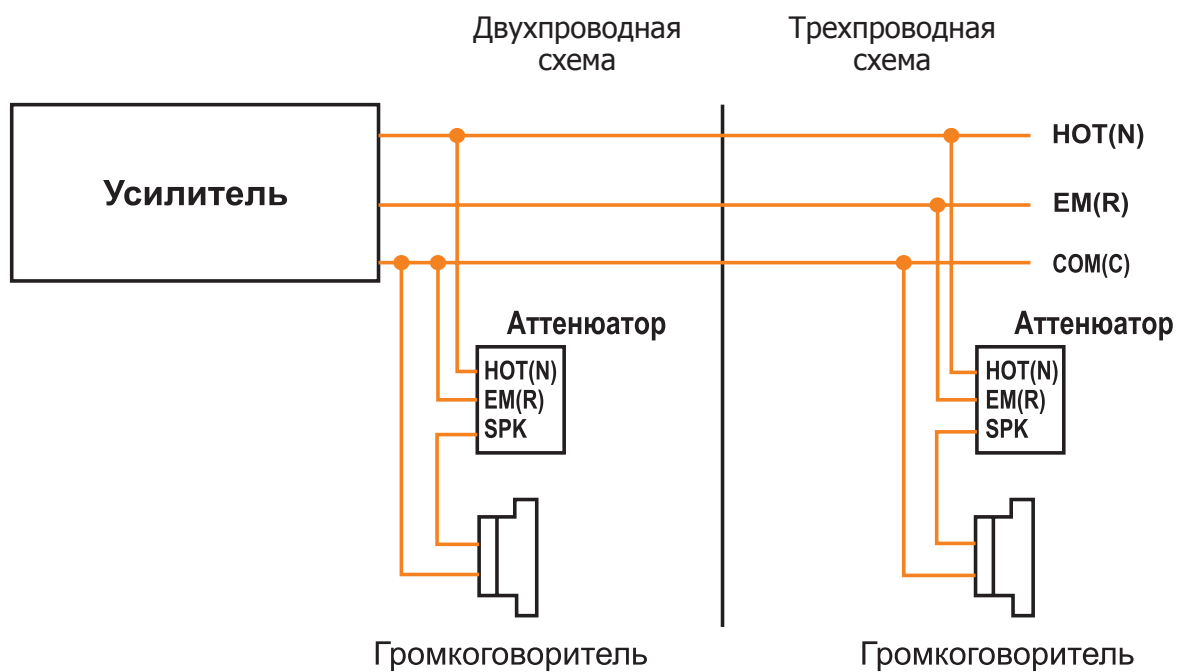 Двухпроводная
схема
Трехпроводная
схема
Усилитель
HOT(N)
EM(R)
COM(C)
Аттенюатор
HOT(N)
EM(R)
SPK
Громкоговоритель
Аттенюатор
HOT(N)
EM(R)
SPK
Громкоговоритель